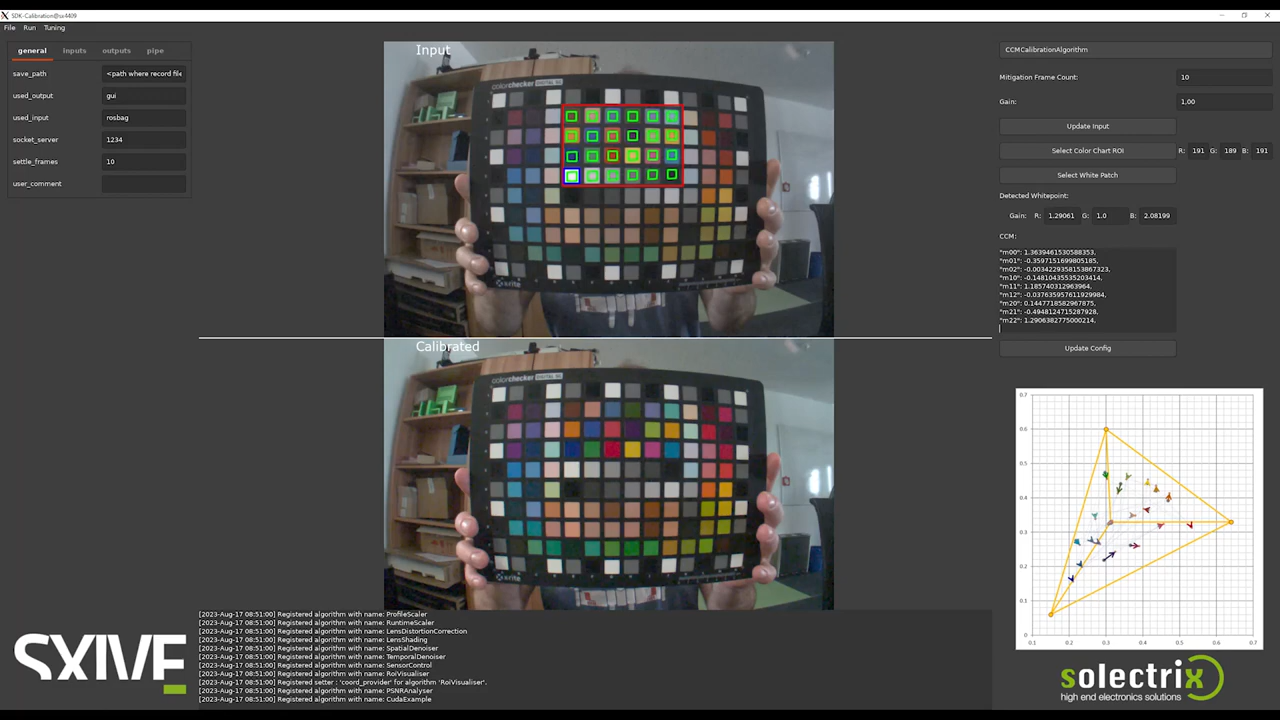 SDK-Calibration@sx4409
File Run Tuning
general inputs outputs pipe
save_path <path where record file
used_output gui
used_input rosbag
socket_server 1234
settle_frames 10
user_comment
Input
colorchecker DIGITAL SG
x-rite
Calibrated
colorchecker DIGITAL SG
x-rite
CCMCalibrationAlgorithm
Mitigation Frame Count: 10
Gain: 1,00
Update Input
Select Color Chart ROI R: 191 G: 189 B: 191
Select White Patch
Detected Whitepoint:
Gain: R: 1.29061 G: 1.0 B: 2.08199
CCM:
"m00": 1.3639461530588353,
"m01": -0.3597151699805185,
"m02": -0.0034229358153867323,
"m10": -0.14810435535203414,
"m11": 1.185740312963964,
"m12": -0.037635957611929984,
"m20": 0.1447718582967875,
"m21": -0.4948124715287928,
"m22": 1.2906382775000214,
Update Config
0.7
0.6
0.5
0.4
0.3
0.2
0.1
0
0.1 0.2 0.3 0.4 0.5 0.6 0.7
[2023-Aug-17 08:51:00] Registered algorithm with name: ProfileScaler
[2023-Aug-17 08:51:00] Registered algorithm with name: RuntimeScaler
[2023-Aug-17 08:51:00] Registered algorithm with name: LensDistortionCorrection
[2023-Aug-17 08:51:00] Registered algorithm with name: LensShading
[2023-Aug-17 08:51:00] Registered algorithm with name: SpatialDenoiser
[2023-Aug-17 08:51:00] Registered algorithm with name: TemporalDenoiser
[2023-Aug-17 08:51:00] Registered algorithm with name: SensorControl
[2023-Aug-17 08:51:00] Registered algorithm with name: RoiVisualiser
[2023-Aug-17 08:51:00] Registered setter : 'coord_provider' for algorithm 'RoiVisualiser'.
[2023-Aug-17 08:51:00] Registered algorithm with name: PSNRAnalyser
[2023-Aug-17 08:51:00] Registered algorithm with name: CudaExample
SXIVE
solectrix
high end electronics solutions